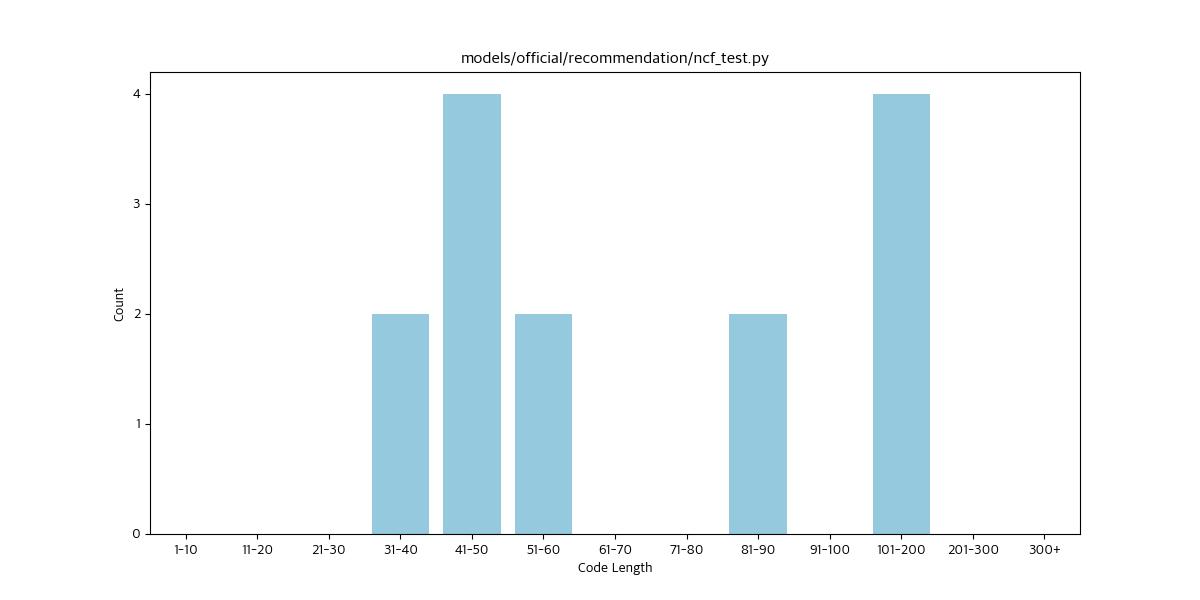 models/official/recommendation/ncf_test.py
4
3
2
1
0
Count
1-10 11-20 21-30 31-40 41-50 51-60 61-70 71-80 81-90 91-100 101-200 201-300 300+
Code Length